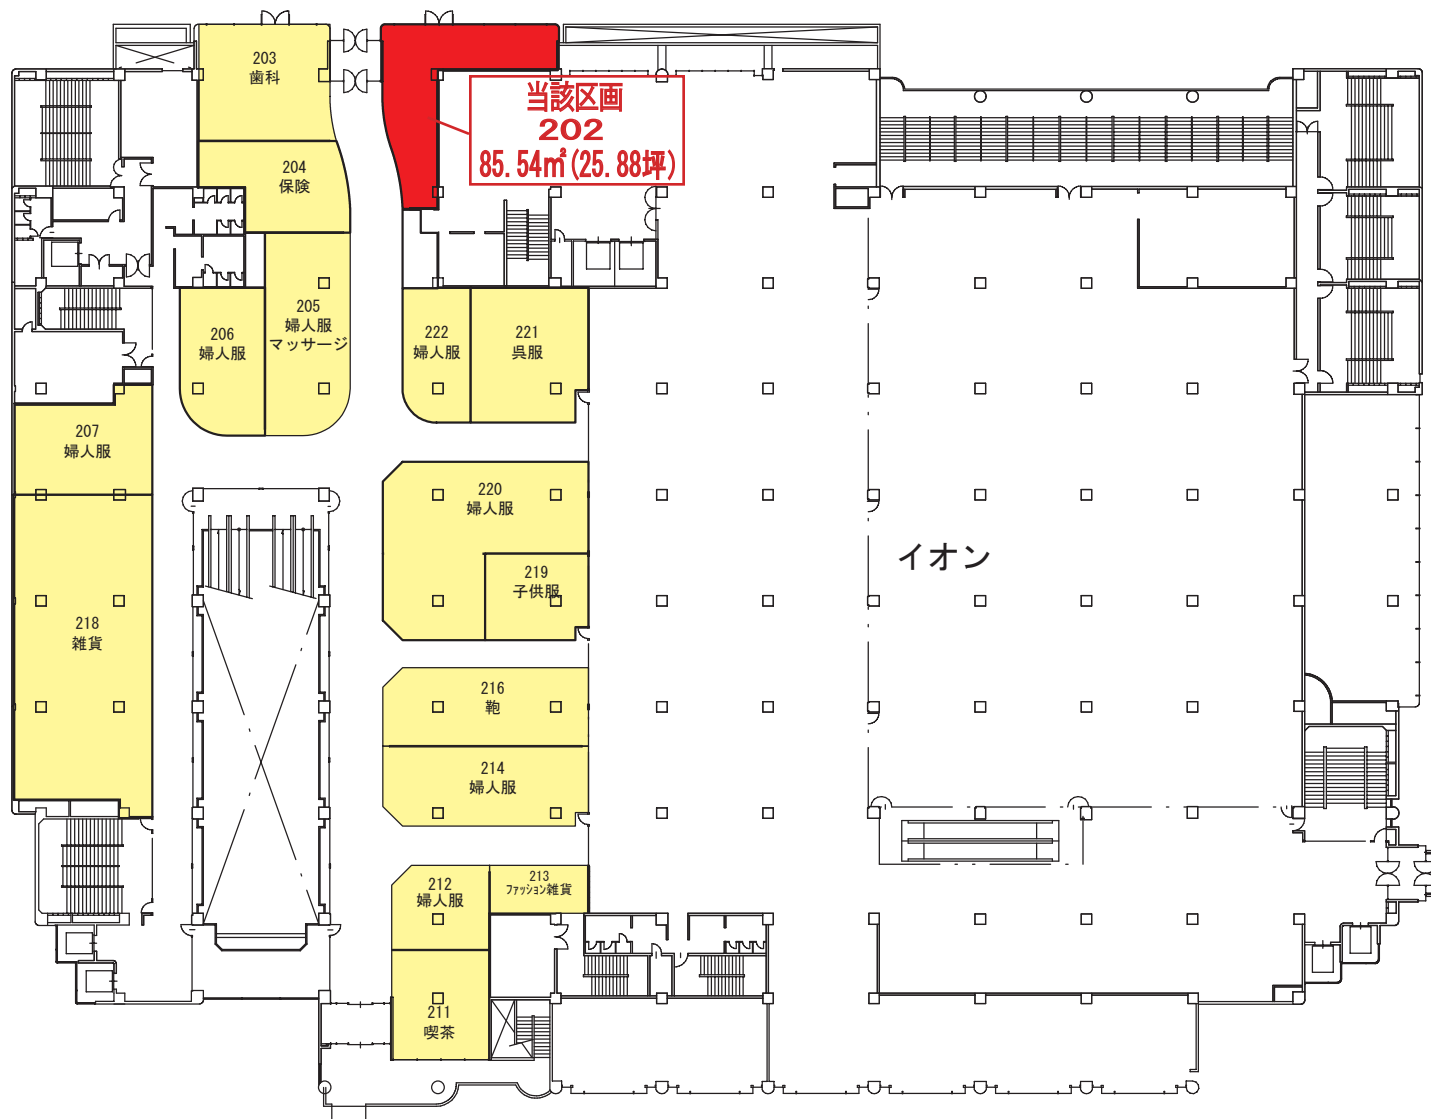 203
歯科
当該区画
202
85.54㎡(25.88坪)
204
保険
205
婦人服
マッサージ
206
婦人服
222
婦人服
221
呉服
207
婦人服
220
婦人服
219
子供服
イオン
218
雑貨
216
鞄
214
婦人服
212
婦人服
213
ファッション雑貨
211
喫茶